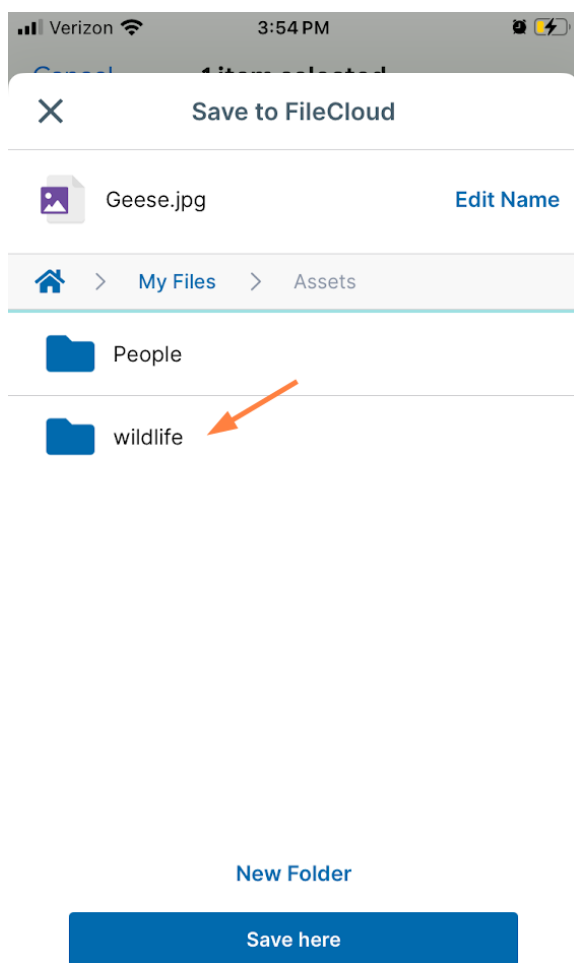 Verizon 3:54 PM
Save to FileCloud
Geese.jpg Edit Name
My Files > Assets
People
wildlife
New Folder
Save here